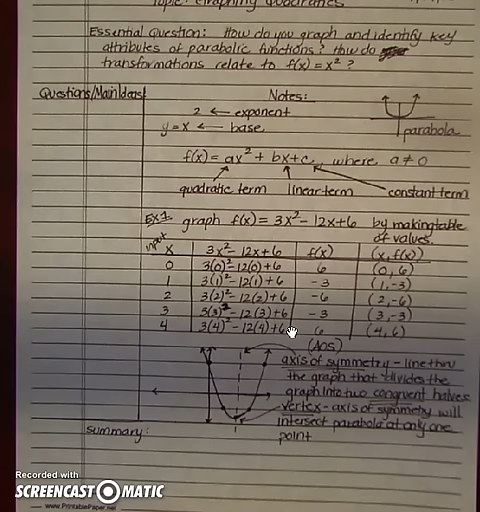 Topic: Graphing Quadratics
Essential Question: How do you graph and identify key
attributes of parabolic functions? How do
transformations relate to f(x) = x²?
Questions/Main Ideas:
Notes:
2 ← exponent
y = x ← base
parabola
f(x) = ax² + bx + c, where a ≠ 0
quadratic term linear term constant term
Ex 1. graph f(x) = 3x² - 12x + 6 by making table
of values.
input
x 3x² - 12x + 6 f(x) (x, f(x))
0 3(0)² - 12(0) + 6 6 (0, 6)
1 3(1)² - 12(1) + 6 -3 (1, -3)
2 3(2)² - 12(2) + 6 -6 (2, -6)
3 3(3)² - 12(3) + 6 -3 (3, -3)
4 3(4)² - 12(4) + 6 6 (4, 6)
(AOS)
axis of symmetry - line thru
the graph that divides the
graph into two congruent halves
vertex - axis of symmetry will
intersect parabola at only one
point
summary:
Recorded with
SCREENCAST O MATIC
www.PrintablePaper.net